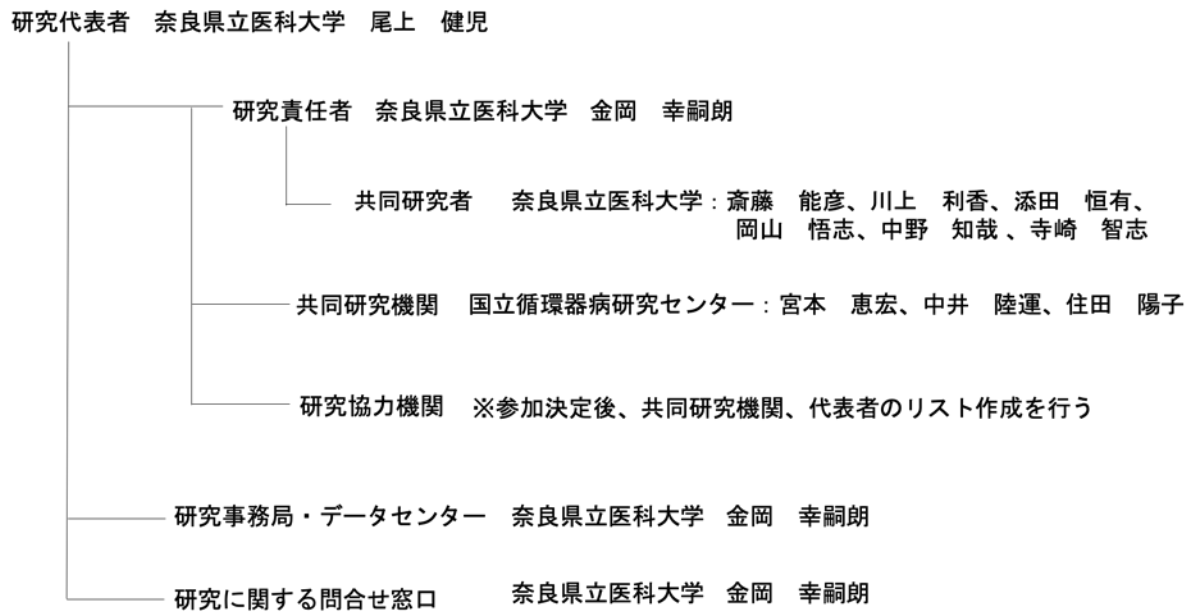 研究代表者　奈良県立医科大学　尾上　健児
研究責任者　奈良県立医科大学　金岡　幸嗣朗
共同研究者　奈良県立医科大学：斎藤　能彦、川上　利香、添田　恒有、
岡山　悟志、中野　知哉 、寺崎　智志
共同研究機関　国立循環器病研究センター：宮本　恵宏、中井　陸運、住田　陽子
研究協力機関　※参加決定後、共同研究機関、代表者のリスト作成を行う
研究事務局・データセンター　奈良県立医科大学　金岡　幸嗣朗
研究に関する問合せ窓口　奈良県立医科大学　金岡　幸嗣朗